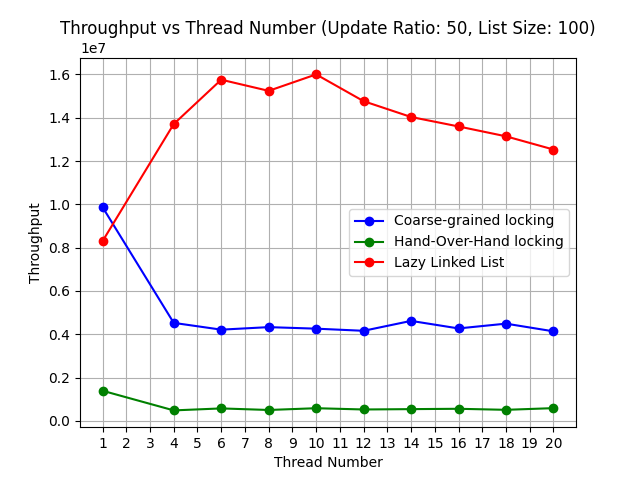 Throughput vs Thread Number (Update Ratio: 50, List Size: 100)
1e7
1.6
1.4
1.2
1.0
0.8
0.6
0.4
0.2
0.0
Throughput
Coarse-grained locking
Hand-Over-Hand locking
Lazy Linked List
1 2 3 4 5 6 7 8 9 10 11 12 13 14 15 16 17 18 19 20
Thread Number